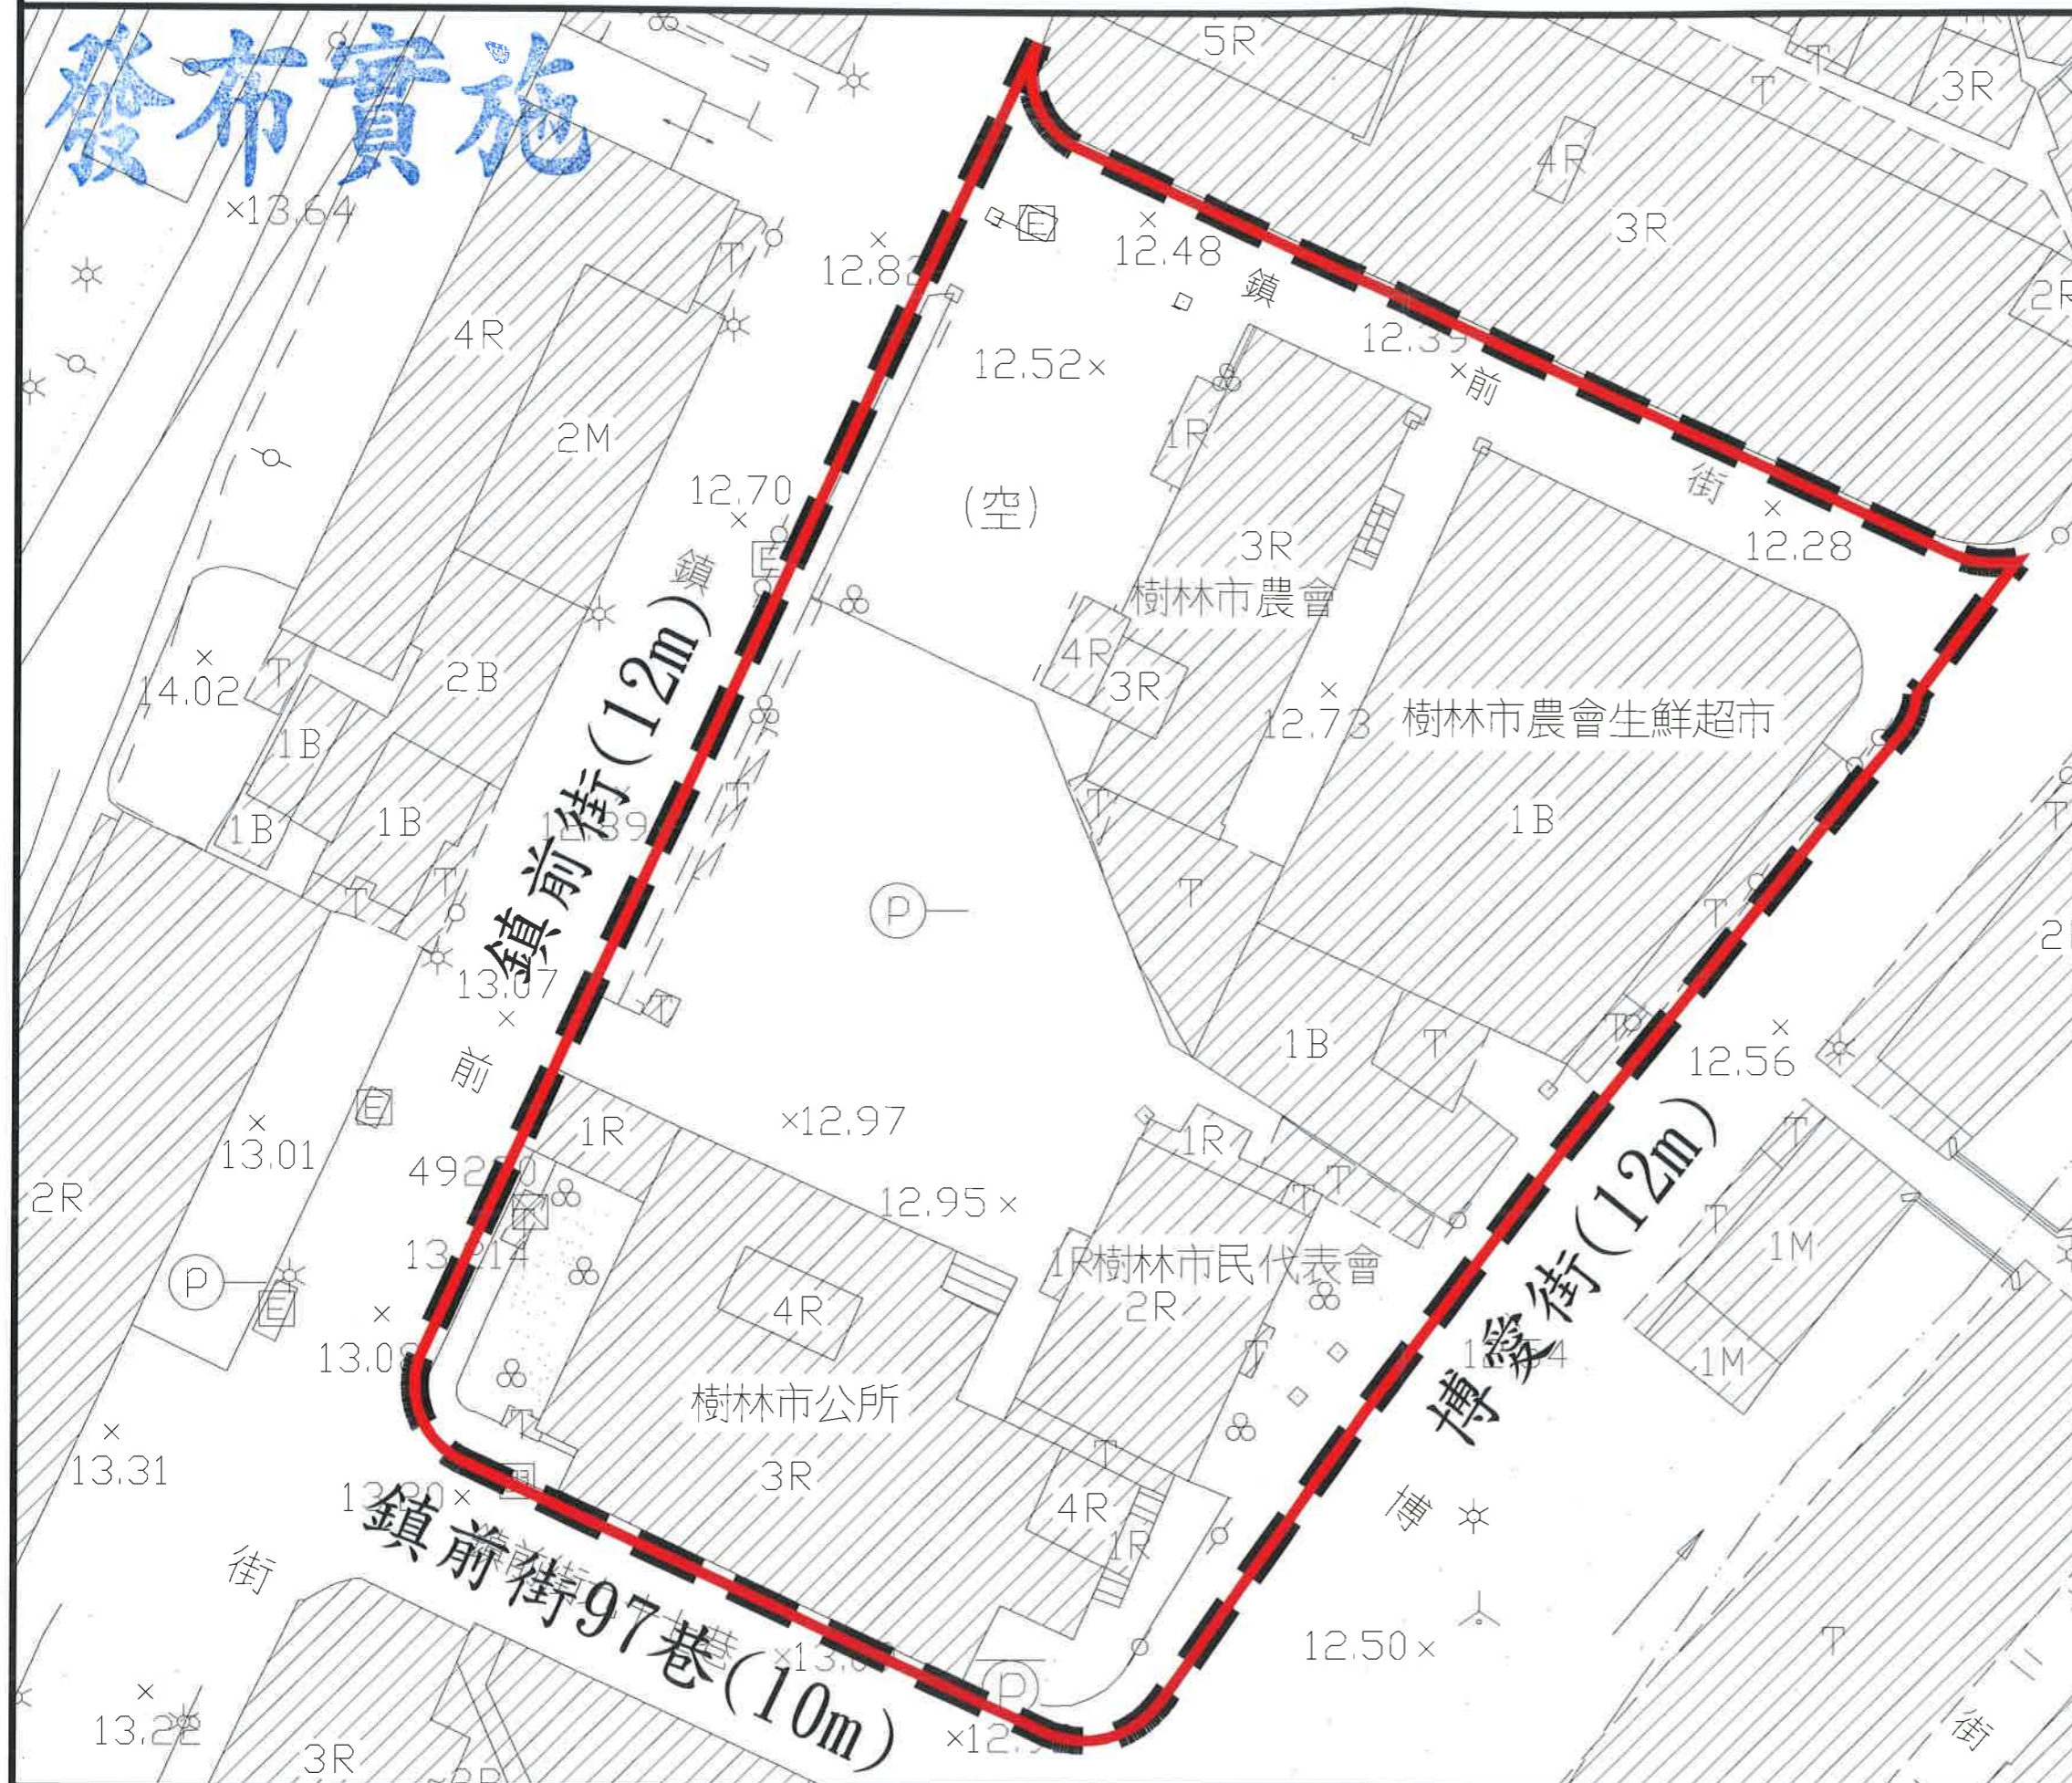 發布實施
5R
3R
4R
3R
2R
×13.64
12.48
鎮
12.52×
12.39
前
街
12.28
4R
2M
12.70
(空)
1R
3R
樹林市農會
4R
3R
12.73
樹林市農會生鮮超市
1B
鎮
鎮前街(12m)
14.02
2B
1B
1B
1B
13.07
前
P
E
E
13.01
2R
1R
×12.97
12.95×
1B
12.56
1R
1R樹林市民代表會
2R
博愛街(12m)
1M
1M
P
E
E
4R
樹林市公所
3R
13.31
4R
1R
博
街
鎮前街97巷(10m)
P
12.50×
13.22
3R
街